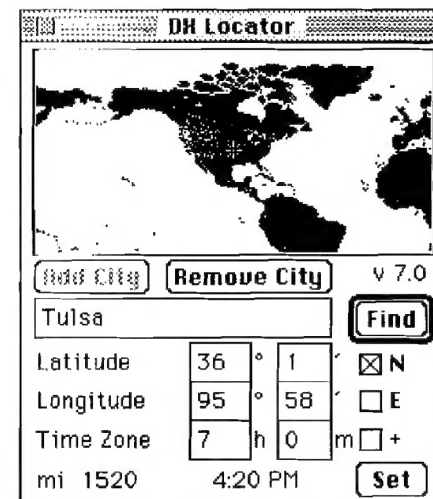 DX Locator
Add City Remove City v 7.0
Tulsa Find
Latitude 36 ° 1 ´ N
Longitude 95 ° 58 ´ E
Time Zone 7 h 0 m +
mi 1520 4:20 PM Set